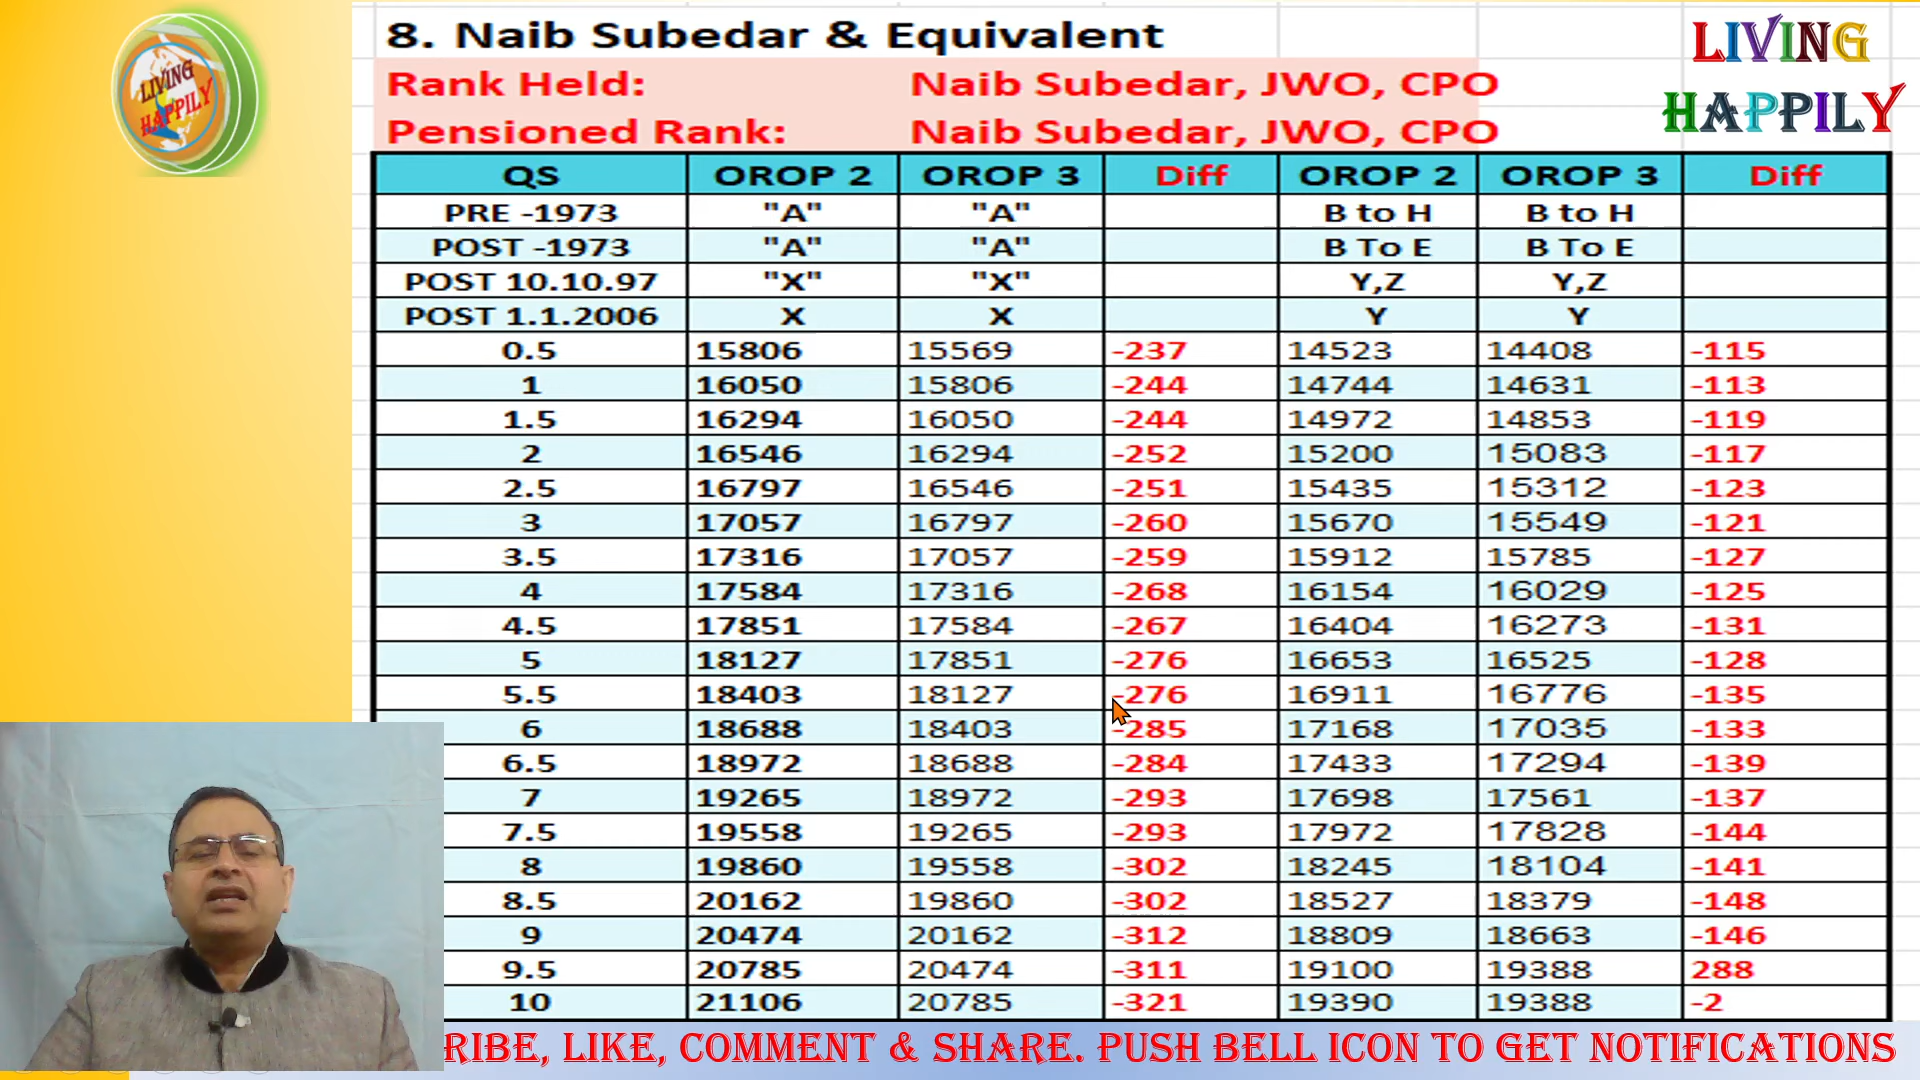 LIVING
HAPPILY
8. Naib Subedar & Equivalent
LIVING
HAPPILY
Rank Held: Naib Subedar, JWO, CPO
Pensioned Rank: Naib Subedar, JWO, CPO
QS OROP 2 OROP 3 Diff OROP 2 OROP 3 Diff
PRE -1973 "A" "A" B to H B to H
POST -1973 "A" "A" B To E B To E
POST 10.10.97 "X" "X" Y,Z Y,Z
POST 1.1.2006 X X Y Y
0.5 15806 15569 -237 14523 14408 -115
1 16050 15806 -244 14744 14631 -113
1.5 16294 16050 -244 14972 14853 -119
2 16546 16294 -252 15200 15083 -117
2.5 16797 16546 -251 15435 15312 -123
3 17057 16797 -260 15670 15549 -121
3.5 17316 17057 -259 15912 15785 -127
4 17584 17316 -268 16154 16029 -125
4.5 17851 17584 -267 16404 16273 -131
5 18127 17851 -276 16653 16525 -128
5.5 18403 18127 -276 16911 16776 -135
6 18688 18403 -285 17168 17035 -133
6.5 18972 18688 -284 17433 17294 -139
7 19265 18972 -293 17698 17561 -137
7.5 19558 19265 -293 17972 17828 -144
8 19860 19558 -302 18245 18104 -141
8.5 20162 19860 -302 18527 18379 -148
9 20474 20162 -312 18809 18663 -146
9.5 20785 20474 -311 19100 19388 288
10 21106 20785 -321 19390 19388 -2
RIBE, LIKE, COMMENT & SHARE. PUSH BELL ICON TO GET NOTIFICATIONS